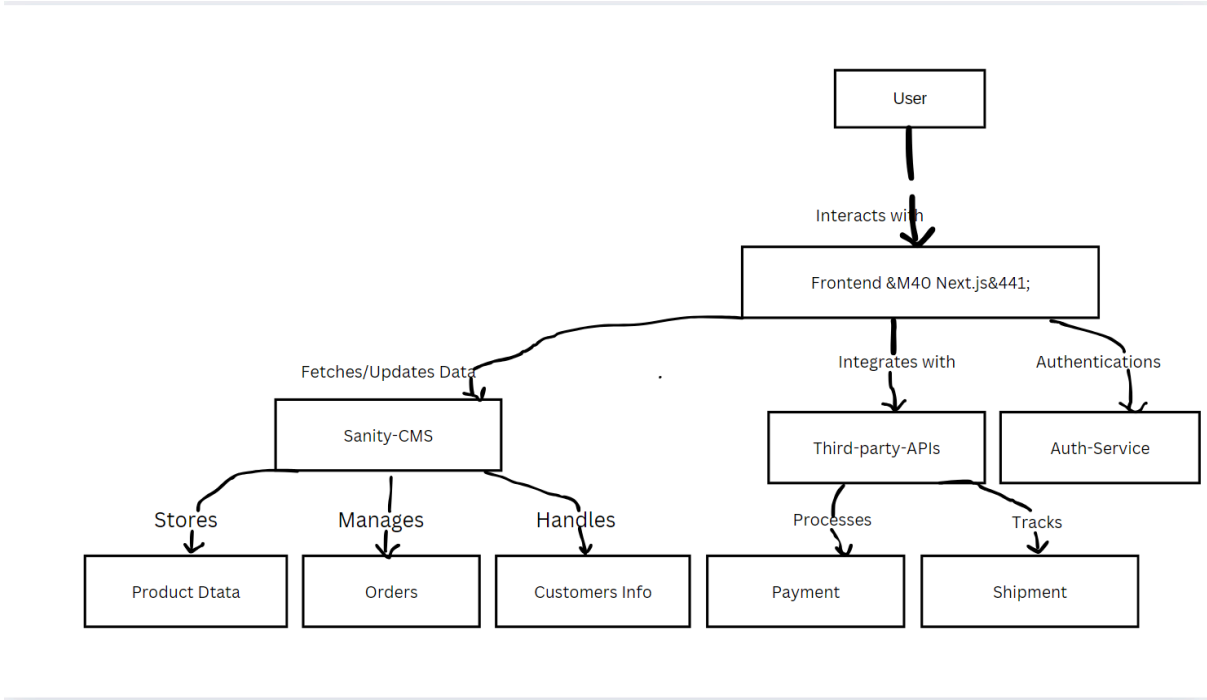 User
Interacts with
Frontend &M40 Next.js&441;
Fetches/Updates Data
Integrates with
Authentications
Sanity-CMS
Third-party-APIs
Auth-Service
Stores
Manages
Handles
Processes
Tracks
Product Dtata
Orders
Customers Info
Payment
Shipment